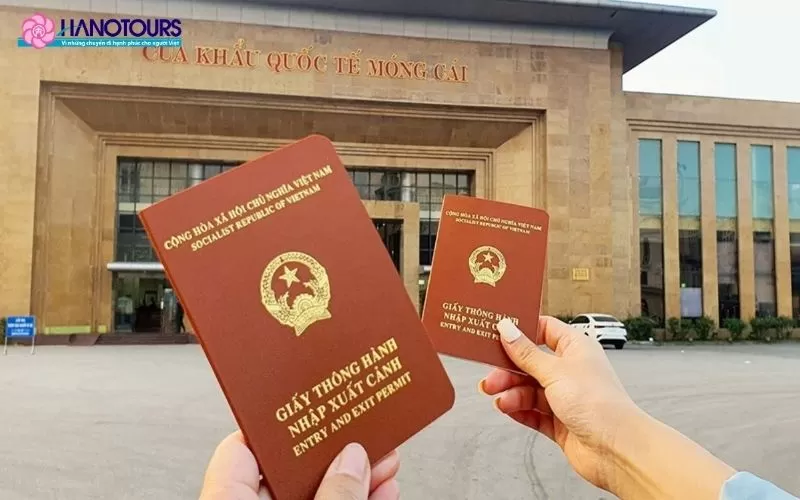 HANOTOURS
Vì những chuyến đi hạnh phúc cho người Việt
CỬA KHẨU QUỐC TẾ MÓNG CÁI
CỘNG HÒA XÃ HỘI CHỦ NGHĨA VIỆT NAM
SOCIALIST REPUBLIC OF VIETNAM
GIẤY THÔNG HÀNH
NHẬP XUẤT CẢNH
ENTRY AND EXIT PERMIT
CỘNG HÒA XÃ HỘI CHỦ NGHĨA VIỆT NAM
SOCIALIST REPUBLIC OF VIETNAM
GIẤY THÔNG HÀNH
NHẬP XUẤT CẢNH
ENTRY AND EXIT PERMIT